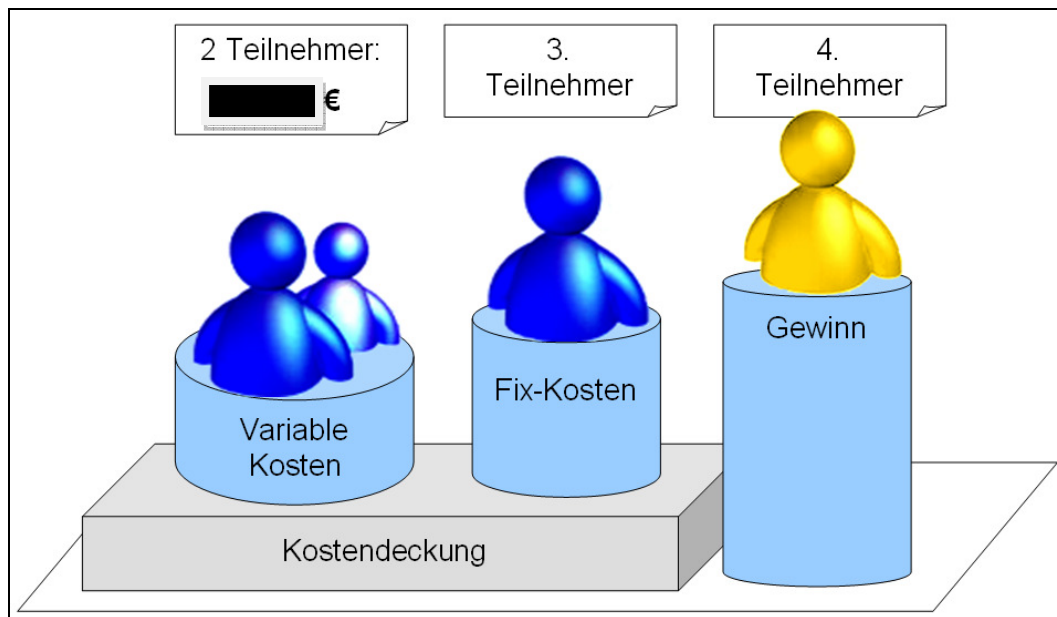 2 Teilnehmer:
€
3.
Teilnehmer
4.
Teilnehmer
Variable
Kosten
Fix-Kosten
Gewinn
Kostendeckung